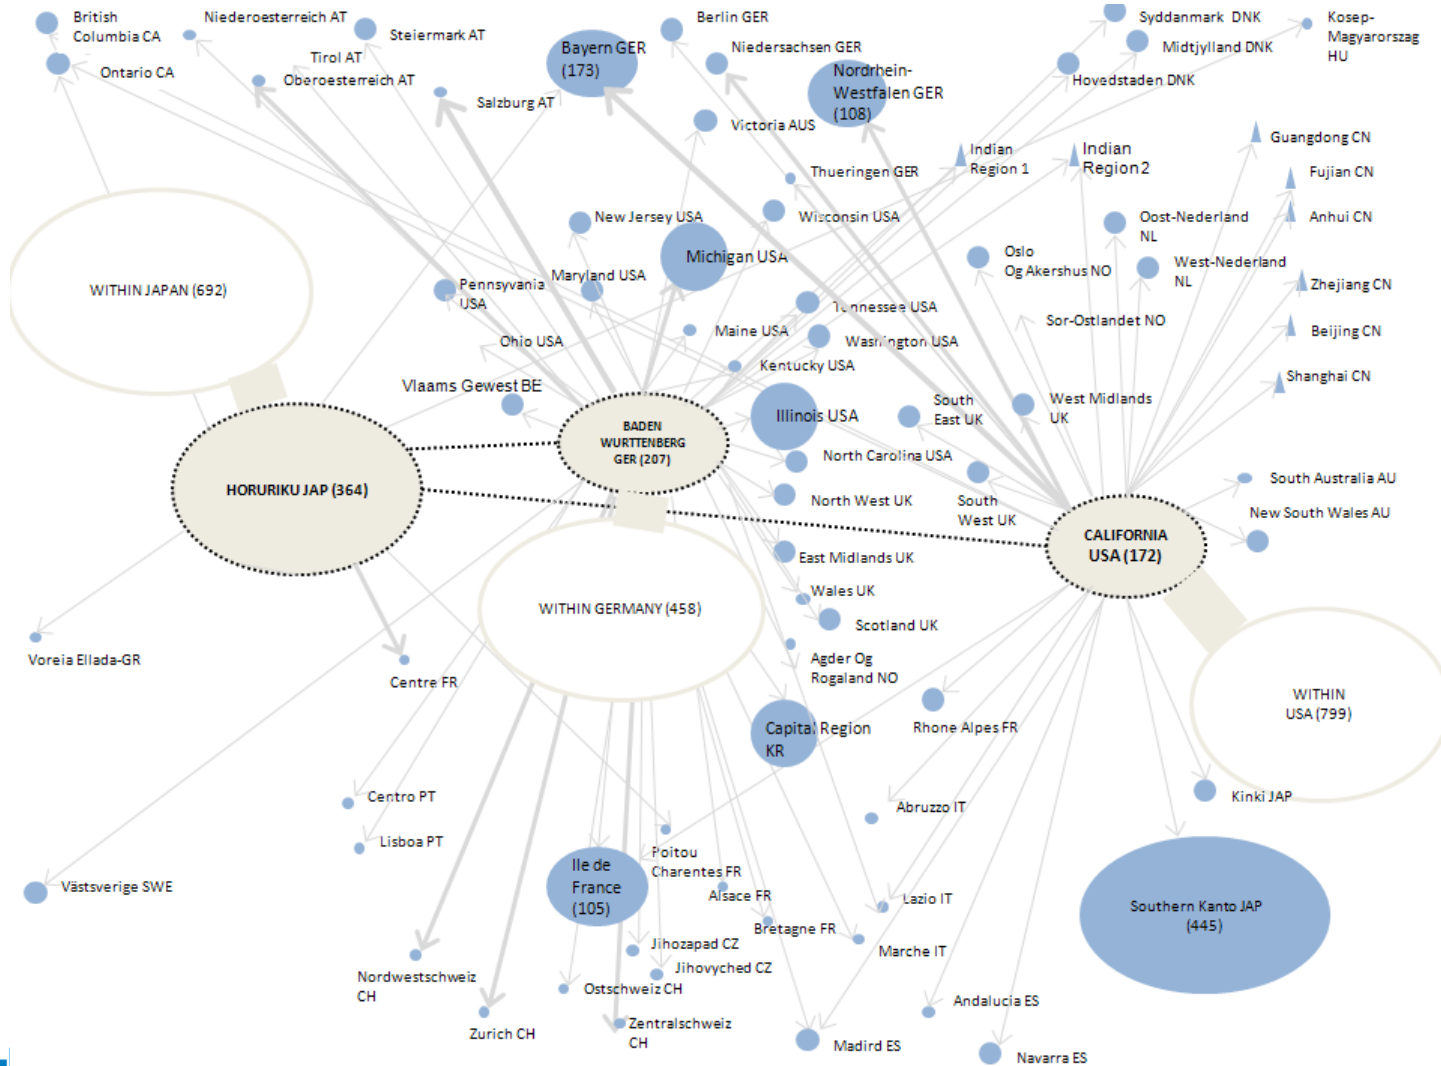 British
Columbia CA
Niederoesterreich AT
Steiermark AT
Tirol AT
Ontario CA
Oberoesterreich AT
Salzburg AT
Bayern GER
(173)
Berlin GER
Niedersachsen GER
Nordrhein-
Westfalen GER
(108)
Syddanmark DNK
Midtjylland DNK
Hovedstaden DNK
Kosep-
Magyarorszag
HU
Victoria AUS
Thueringen GER
Indian
Region 1
Indian
Region 2
Guangdong CN
Fujian CN
Anhui CN
Zhejiang CN
Beijing CN
Shanghai CN
New Jersey USA
Wisconsin USA
Michigan USA
Oslo
Og Akershus NO
Oost-Nederland
NL
West-Nederland
NL
Sor-Ostlandet NO
WITHIN JAPAN (692)
Pennsyvania
USA
Maryland USA
Tennessee USA
Maine USA
Washington USA
Ohio USA
Kentucky USA
Vlaams Gewest BE
Illinois USA
South
East UK
West Midlands
UK
BADEN
WURTTENBERG
GER (207)
North Carolina USA
HORURIKU JAP (364)
North West UK
South
West UK
South Australia AU
New South Wales AU
CALIFORNIA
USA (172)
East Midlands UK
Wales UK
WITHIN GERMANY (458)
Scotland UK
Agder Og
Rogaland NO
Voreia Ellada-GR
Centre FR
WITHIN
USA (799)
Capital Region
KR
Rhone Alpes FR
Centro PT
Abruzzo IT
Kinki JAP
Lisboa PT
Ile de
France
(105)
Poitou
Charentes FR
Alsace FR
Västsverige SWE
Lazio IT
Southern Kanto JAP
(445)
Bretagne FR
Marche IT
Jihozapad CZ
Jihovyched CZ
Nordwestschweiz
CH
Ostschweiz CH
Zurich CH
Zentralschweiz
CH
Andalucia ES
Madird ES
Navarra ES